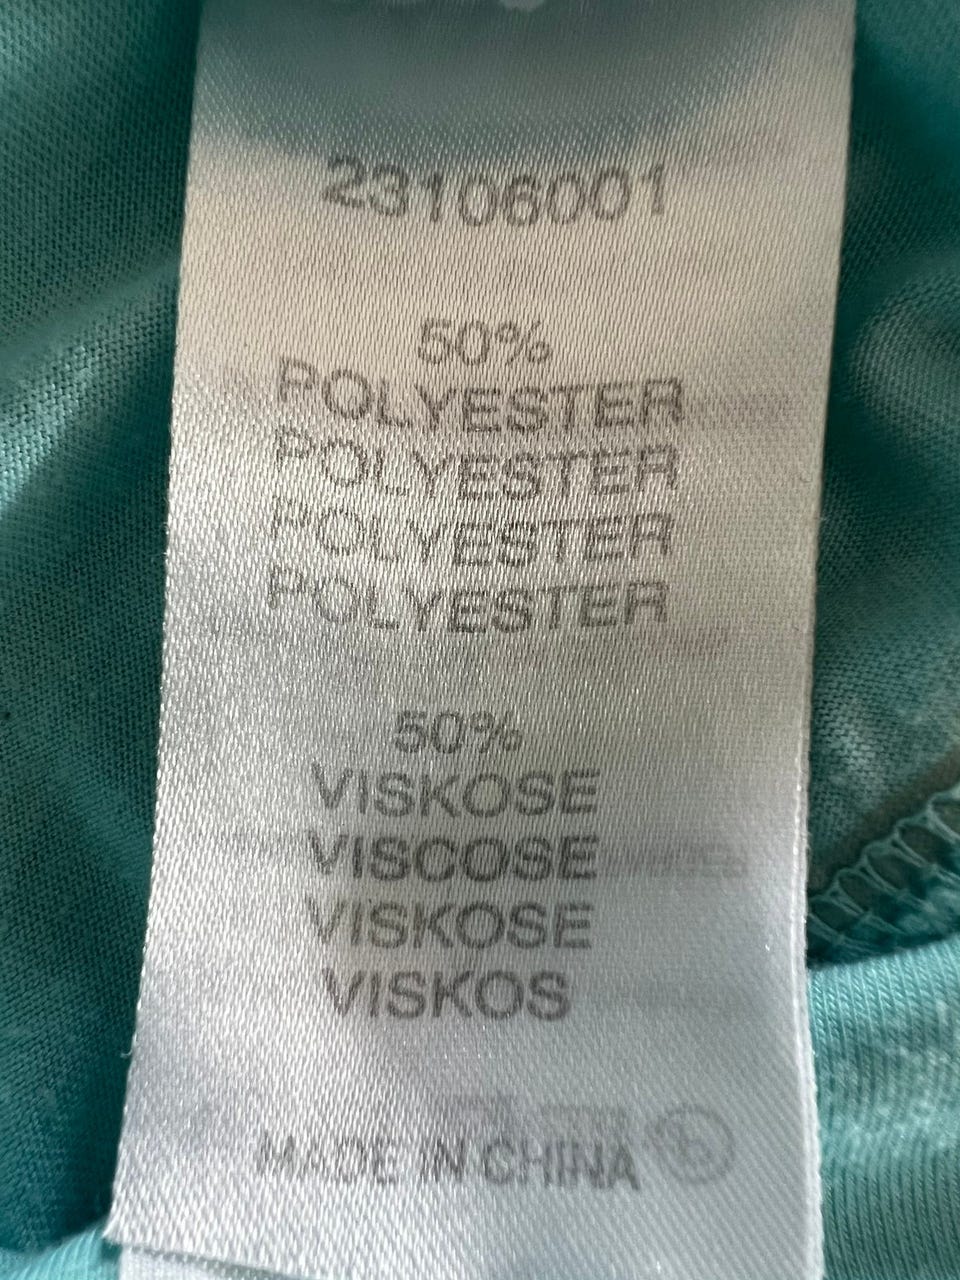 23106001
50%
POLYESTER
POLYESTER
POLYESTER
POLYESTER
50%
VISKOSE
VISCOSE
VISKOSE
VISKOS
MADE IN CHINA